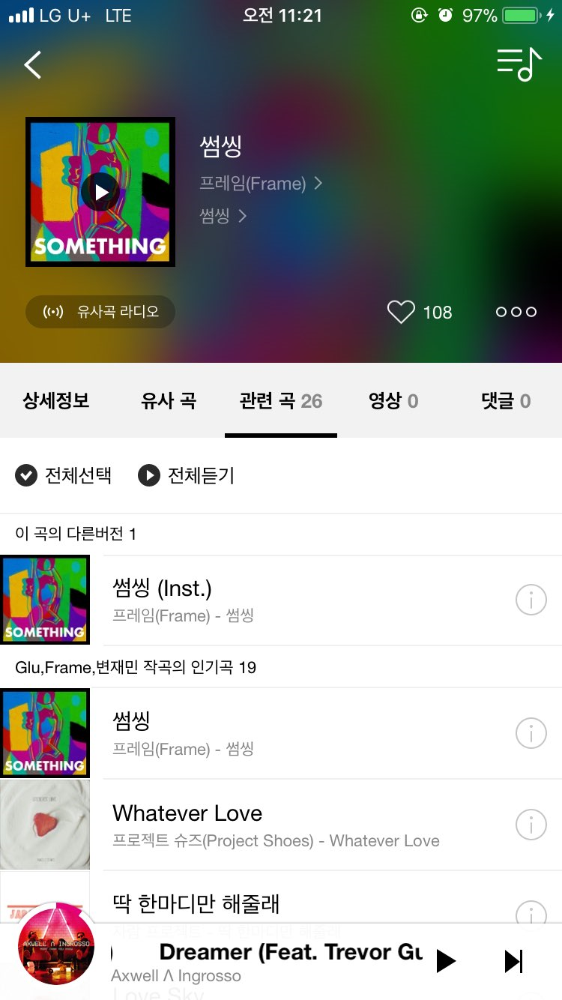 LG U+ LTE 오전 11:21 97%
썸씽
프레임(Frame)
썸씽
SOMETHING
유사곡 라디오 108
상세정보 유사 곡 관련 곡 26 영상 0 댓글 0
전체선택 전체듣기
이 곡의 다른버전 1
썸씽 (Inst.)
프레임(Frame) - 썸씽
SOMETHING
Glu,Frame,변재민 작곡의 인기곡 19
썸씽
프레임(Frame) - 썸씽
SOMETHING
Whatever Love
프로젝트 슈즈(Project Shoes) - Whatever Love
딱 한마디만 해줄래
AXWELL Λ INGROSSO
MORE THAN YOU KNOW
) Dreamer (Feat. Trevor Gu
Axwell Λ Ingrosso
Love Sky